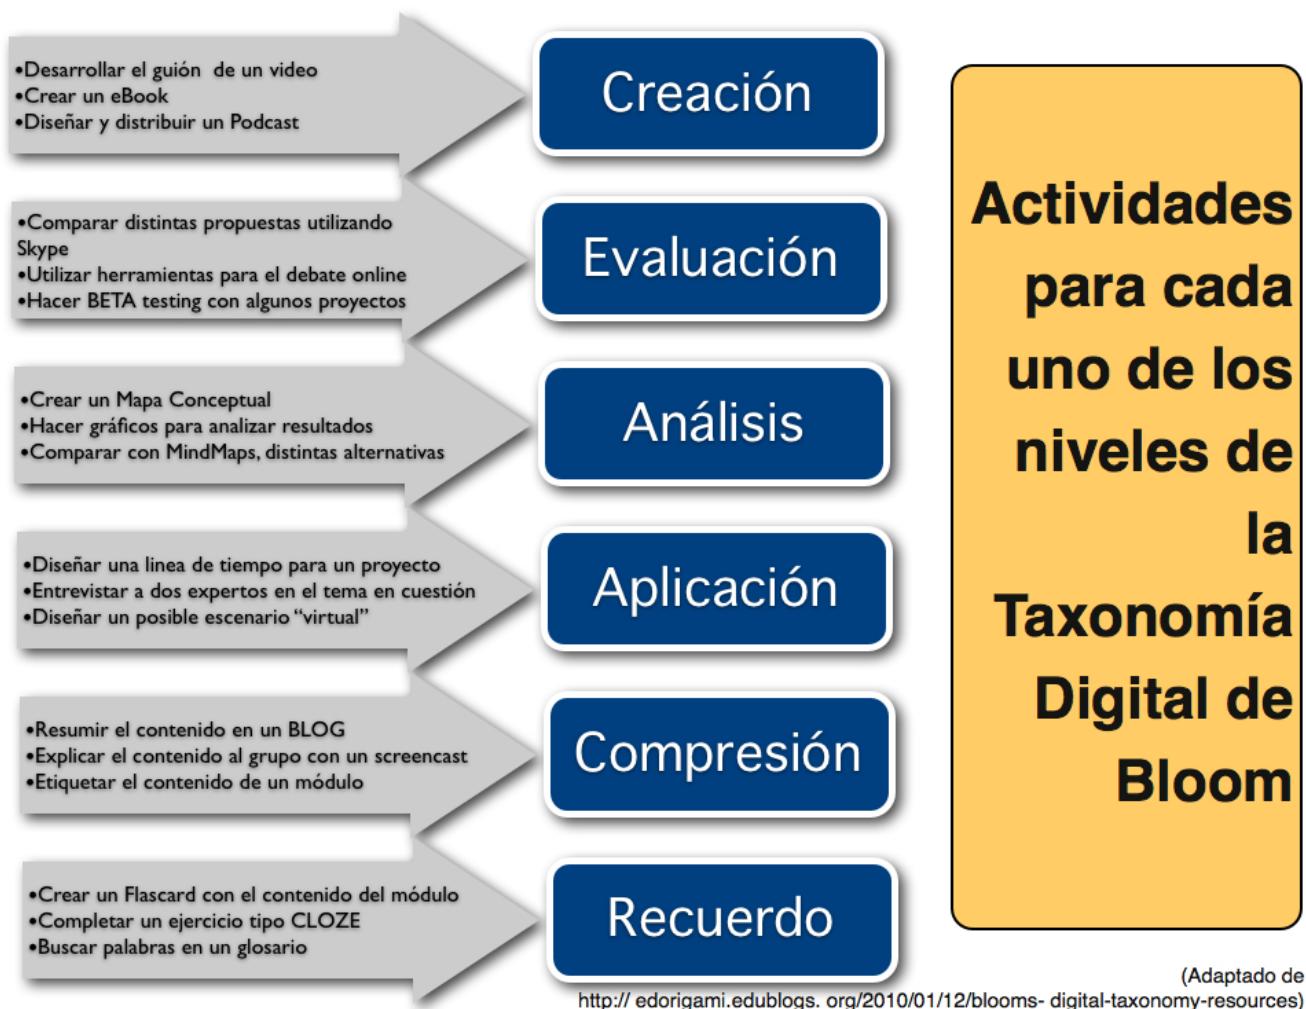 •Desarrollar el guión de un video
•Crear un eBook
•Diseñar y distribuir un Podcast
Creación
•Comparar distintas propuestas utilizando
Skype
•Utilizar herramientas para el debate online
•Hacer BETA testing con algunos proyectos
Evaluación
•Crear un Mapa Conceptual
•Hacer gráficos para analizar resultados
•Comparar con MindMaps, distintas alternativas
Análisis
•Diseñar una linea de tiempo para un proyecto
•Entrevistar a dos expertos en el tema en cuestión
•Diseñar un posible escenario “virtual”
Aplicación
•Resumir el contenido en un BLOG
•Explicar el contenido al grupo con un screencast
•Etiquetar el contenido de un módulo
Compresión
•Crear un Flascard con el contenido del módulo
•Completar un ejercicio tipo CLOZE
•Buscar palabras en un glosario
Recuerdo
Actividades
para cada
uno de los
niveles de
la
Taxonomía
Digital de
Bloom
(Adaptado de
http:// edorigami.edublogs. org/2010/01/12/blooms- digital-taxonomy-resources)